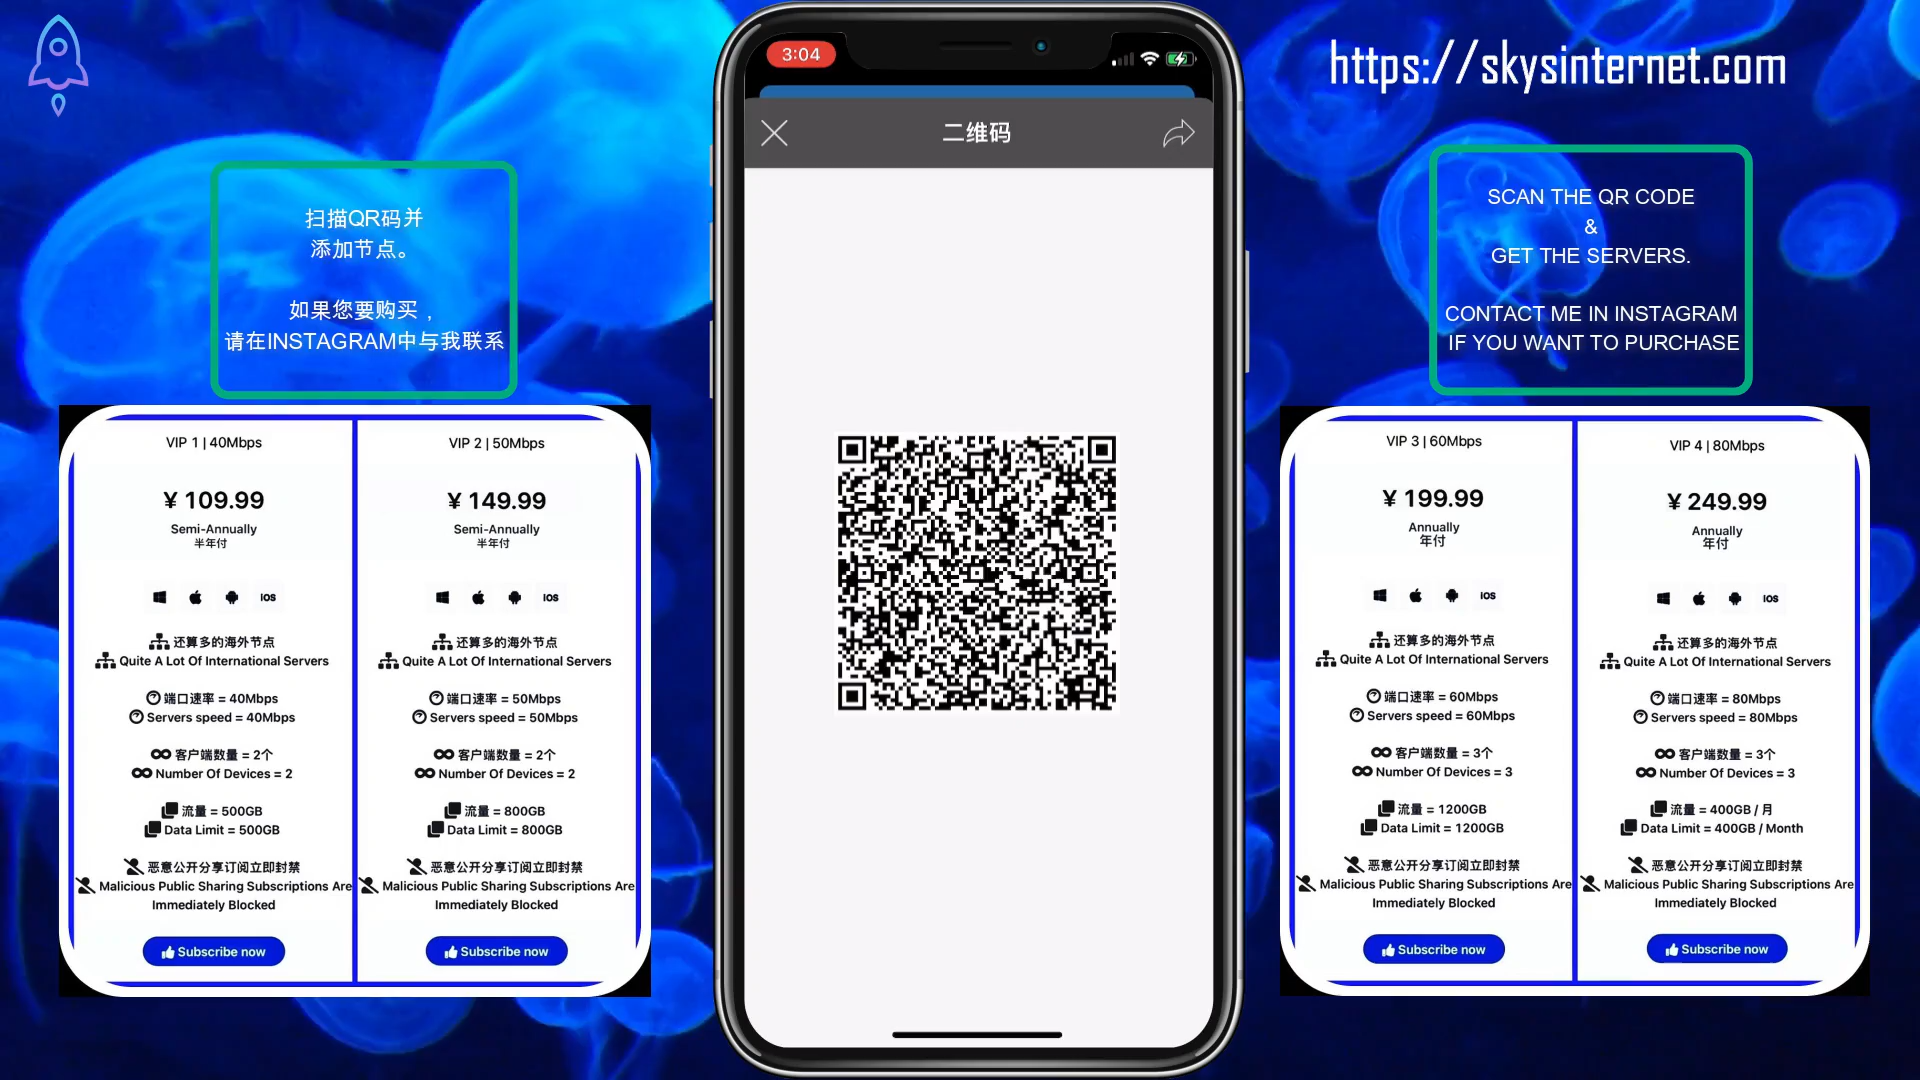 https://skysinternet.com
3:04
二维码
扫描QR码并
添加节点。
如果您要购买，
请在INSTAGRAM中与我联系
SCAN THE QR CODE
&
GET THE SERVERS.
CONTACT ME IN INSTAGRAM
IF YOU WANT TO PURCHASE
VIP 1 | 40Mbps
¥ 109.99
Semi-Annually
半年付
iOS
还算多的海外节点
Quite A Lot Of International Servers
端口速率 = 40Mbps
Servers speed = 40Mbps
客户端数量 = 2个
Number Of Devices = 2
流量 = 500GB
Data Limit = 500GB
恶意公开分享订阅立即封禁
Malicious Public Sharing Subscriptions Are
Immediately Blocked
Subscribe now
VIP 2 | 50Mbps
¥ 149.99
Semi-Annually
半年付
iOS
还算多的海外节点
Quite A Lot Of International Servers
端口速率 = 50Mbps
Servers speed = 50Mbps
客户端数量 = 2个
Number Of Devices = 2
流量 = 800GB
Data Limit = 800GB
恶意公开分享订阅立即封禁
Malicious Public Sharing Subscriptions Are
Immediately Blocked
Subscribe now
VIP 3 | 60Mbps
¥ 199.99
Annually
年付
iOS
还算多的海外节点
Quite A Lot Of International Servers
端口速率 = 60Mbps
Servers speed = 60Mbps
客户端数量 = 3个
Number Of Devices = 3
流量 = 1200GB
Data Limit = 1200GB
恶意公开分享订阅立即封禁
Malicious Public Sharing Subscriptions Are
Immediately Blocked
Subscribe now
VIP 4 | 80Mbps
¥ 249.99
Annually
年付
iOS
还算多的海外节点
Quite A Lot Of International Servers
端口速率 = 80Mbps
Servers speed = 80Mbps
客户端数量 = 3个
Number Of Devices = 3
流量 = 400GB / 月
Data Limit = 400GB / Month
恶意公开分享订阅立即封禁
Malicious Public Sharing Subscriptions Are
Immediately Blocked
Subscribe now